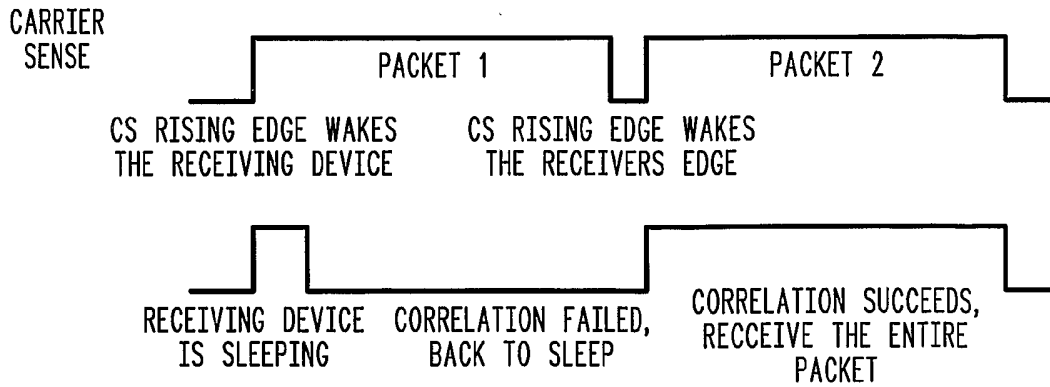 CARRIER
SENSE
PACKET 1
PACKET 2
CS RISING EDGE WAKES
THE RECEIVING DEVICE
CS RISING EDGE WAKES
THE RECEIVERS EDGE
RECEIVING DEVICE
IS SLEEPING
CORRELATION FAILED,
BACK TO SLEEP
CORRELATION SUCCEEDS,
RECCEIVE THE ENTIRE
PACKET